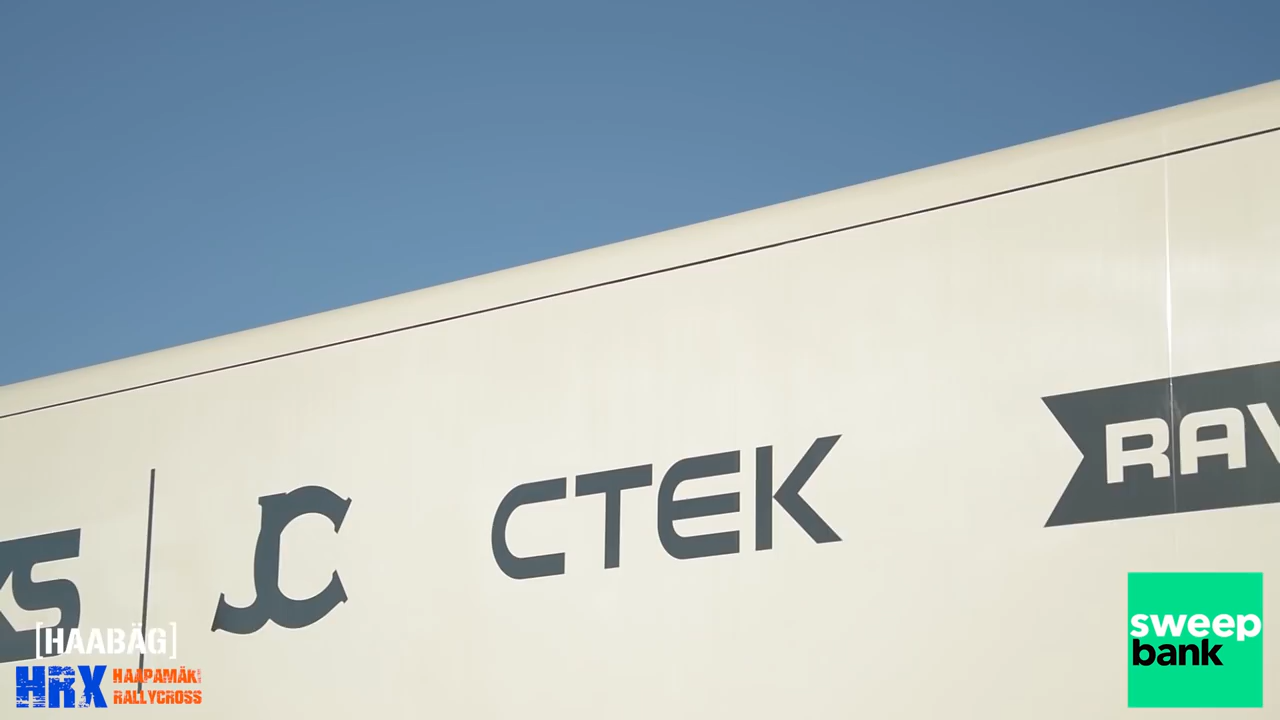 JC
CTEK
[HAABÄG]
HRX
HAAPAMÄKI
RALLYCROSS
sweep
bank